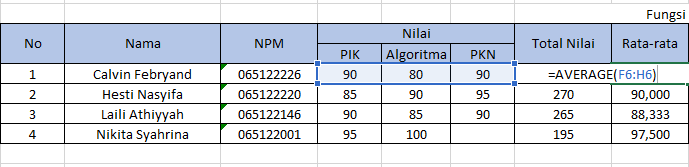 Fungsi
No Nama NPM Nilai Total Nilai Rata-rata
PIK Algoritma PKN
1 Calvin Febryand 065122226 90 80 90 =AVERAGE(F6:H6)
2 Hesti Nasyifa 065122220 85 90 95 270 90,000
3 Laili Athiyyah 065122146 90 85 90 265 88,333
4 Nikita Syahrina 065122001 95 100 195 97,500